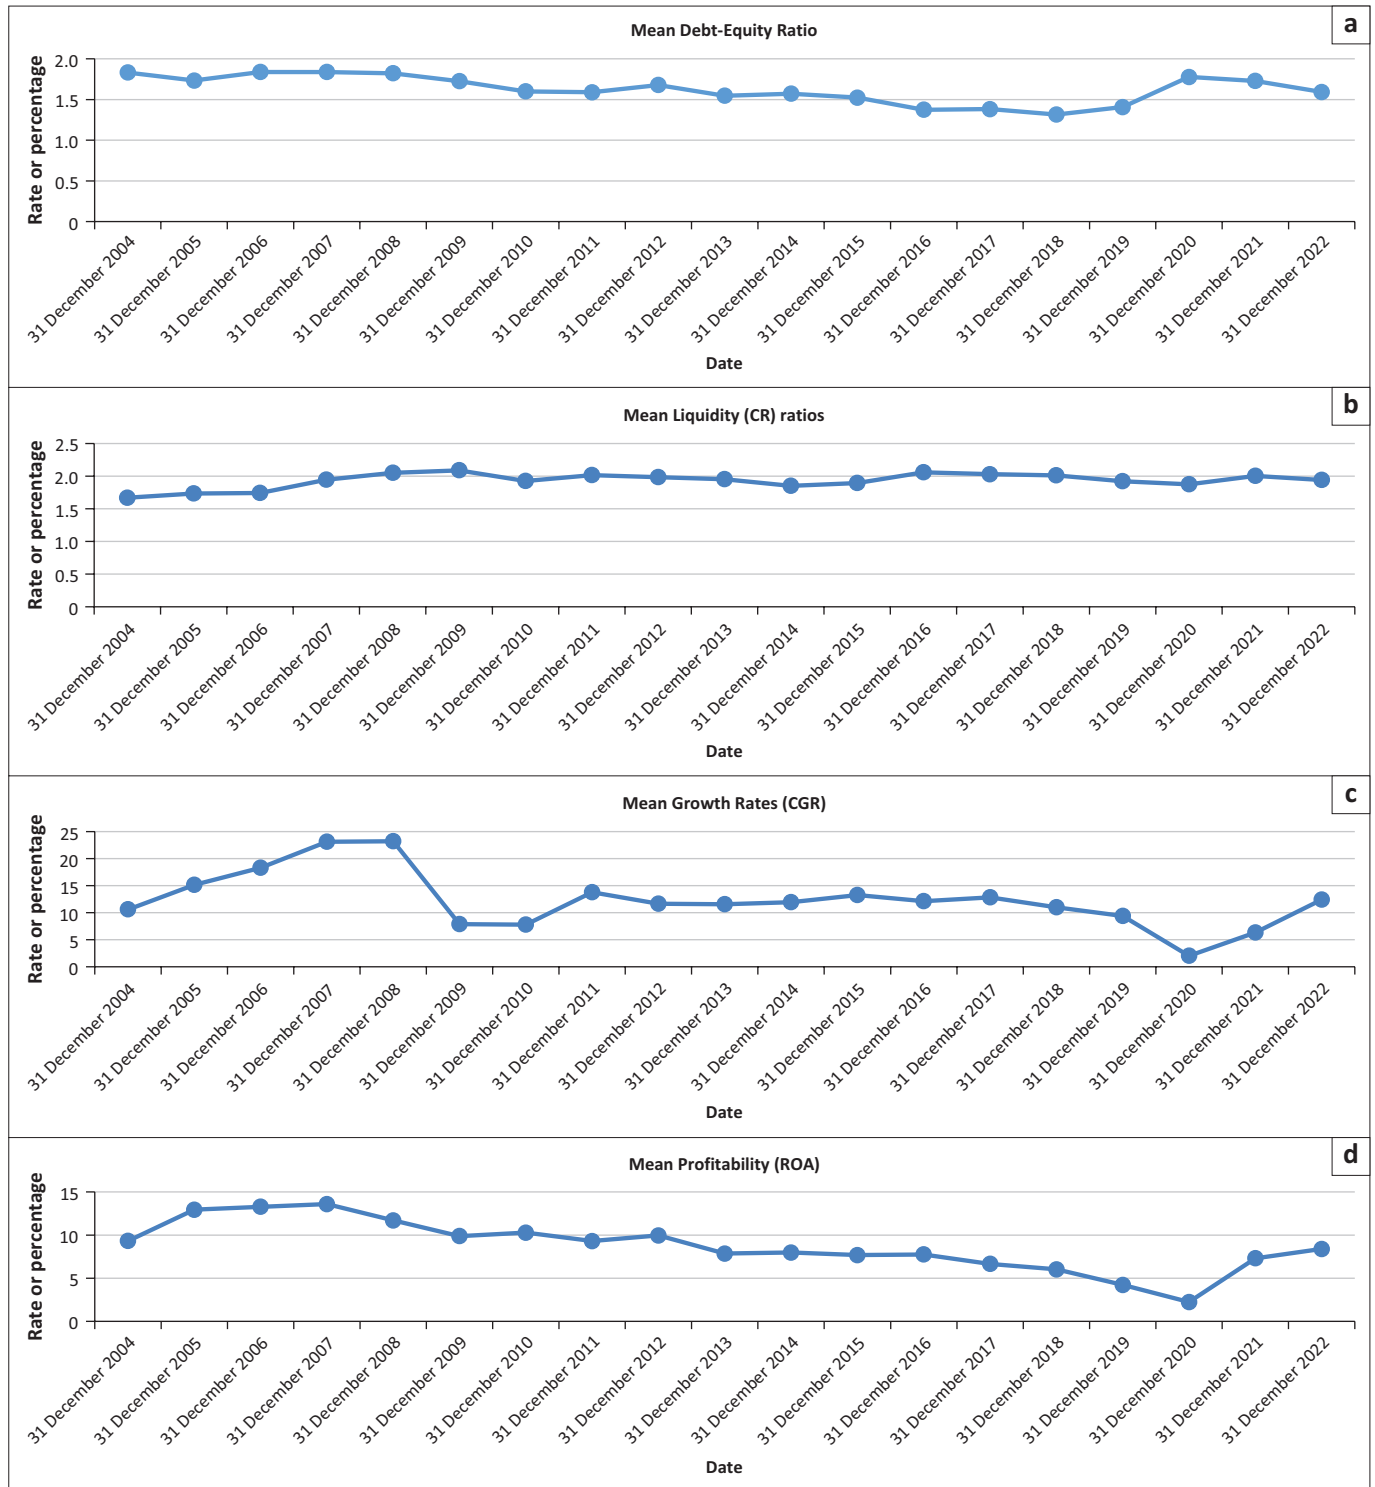 a
Mean Debt-Equity Ratio
Rate or percentage
2.0
1.5
1.0
0.5
0
31 December 2004
31 December 2005
31 December 2006
31 December 2007
31 December 2008
31 December 2009
31 December 2010
31 December 2011
31 December 2012
31 December 2013
31 December 2014
31 December 2015
31 December 2016
31 December 2017
31 December 2018
31 December 2019
31 December 2020
31 December 2021
31 December 2022
Date
b
Mean Liquidity (CR) ratios
Rate or percentage
2.5
2.0
1.5
1.0
0.5
0
31 December 2004
31 December 2005
31 December 2006
31 December 2007
31 December 2008
31 December 2009
31 December 2010
31 December 2011
31 December 2012
31 December 2013
31 December 2014
31 December 2015
31 December 2016
31 December 2017
31 December 2018
31 December 2019
31 December 2020
31 December 2021
31 December 2022
Date
c
Mean Growth Rates (CGR)
Rate or percentage
25
20
15
10
5
0
31 December 2004
31 December 2005
31 December 2006
31 December 2007
31 December 2008
31 December 2009
31 December 2010
31 December 2011
31 December 2012
31 December 2013
31 December 2014
31 December 2015
31 December 2016
31 December 2017
31 December 2018
31 December 2019
31 December 2020
31 December 2021
31 December 2022
Date
d
Mean Profitability (ROA)
Rate or percentage
15
10
5
0
31 December 2004
31 December 2005
31 December 2006
31 December 2007
31 December 2008
31 December 2009
31 December 2010
31 December 2011
31 December 2012
31 December 2013
31 December 2014
31 December 2015
31 December 2016
31 December 2017
31 December 2018
31 December 2019
31 December 2020
31 December 2021
31 December 2022
Date